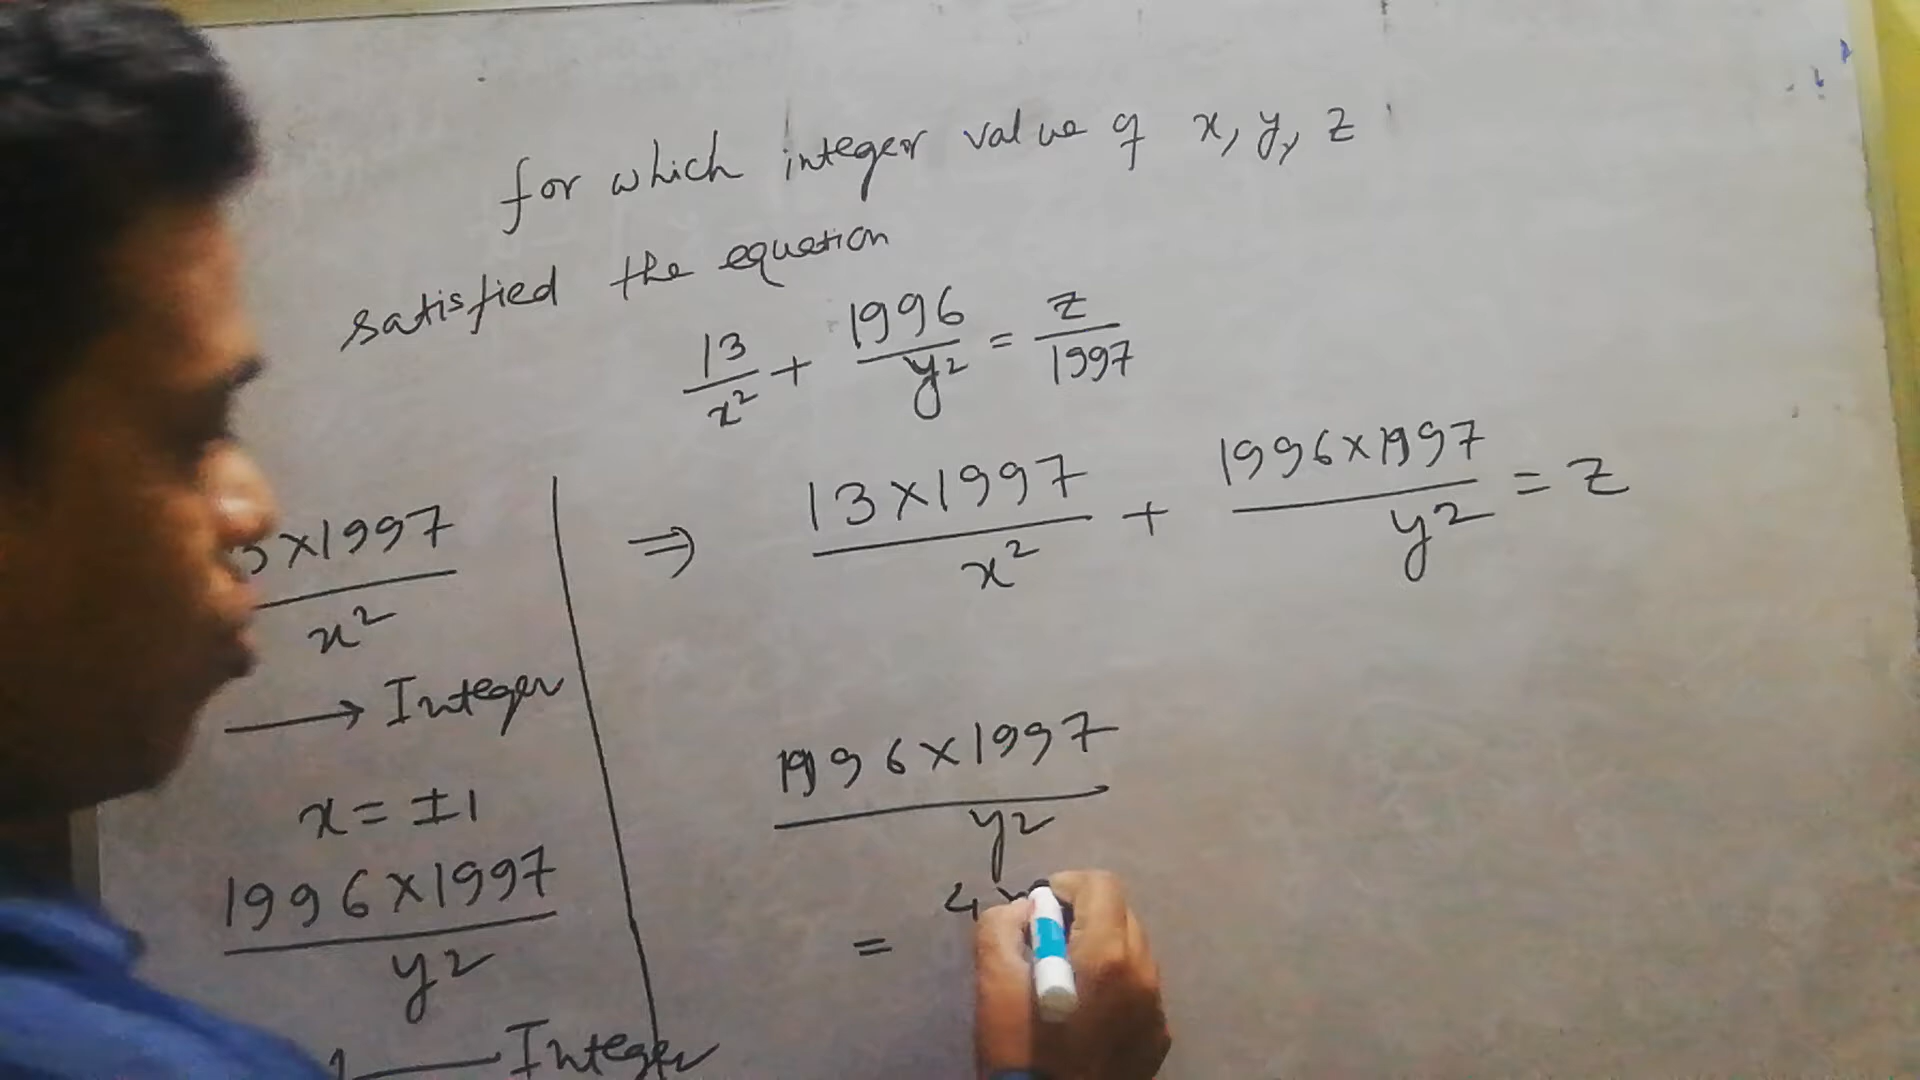 for which integer value of x, y, z
satisfied the equation
13/x² + 1996/y² = z/1997
⇒ 13×1997/x² + 1996×1997/y² = z
3×1997/x²
→ Integer
x = ±1
1996×1997/y²
→ Integer
1996×1997/y²
= 4